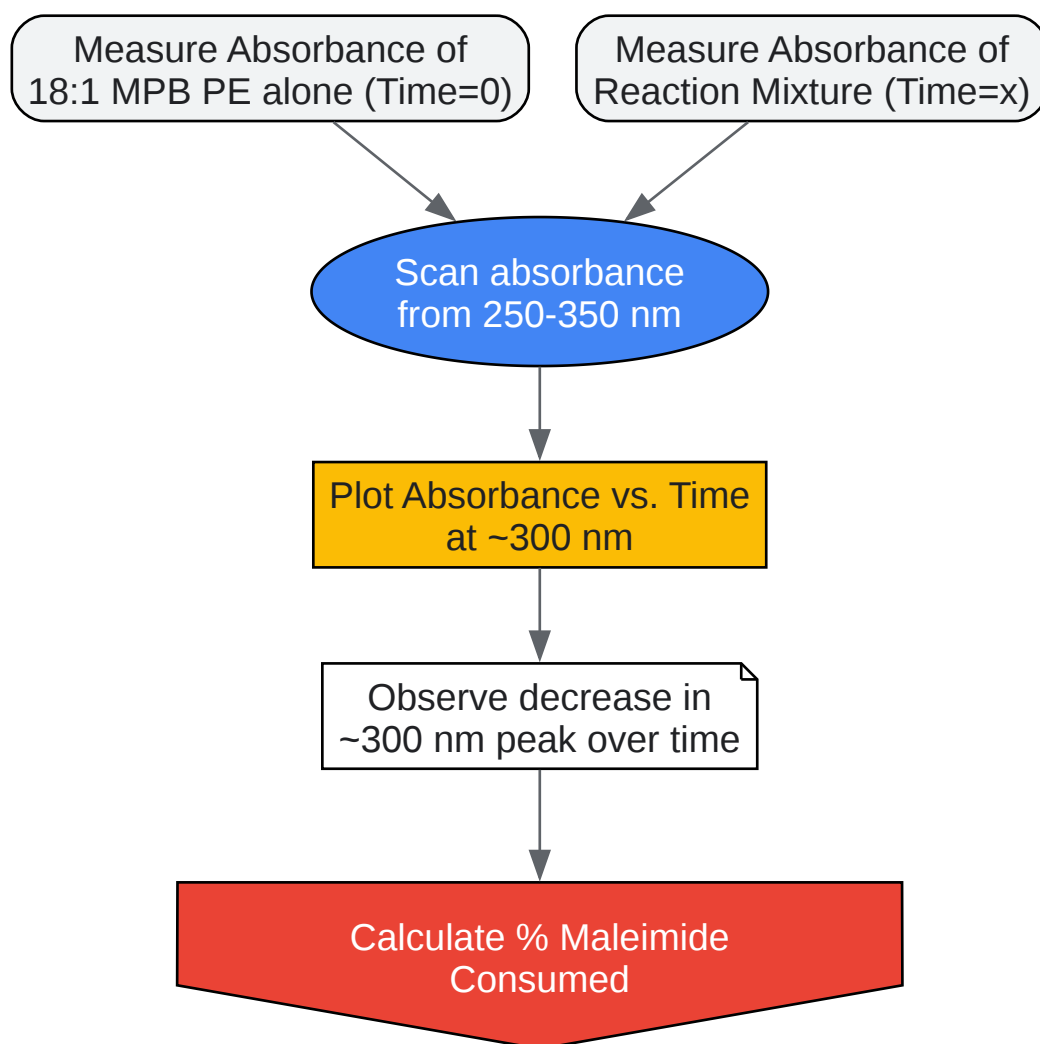 Measure Absorbance of
18:1 MPB PE alone (Time=0)
Measure Absorbance of
Reaction Mixture (Time=x)
Scan absorbance
from 250-350 nm
Plot Absorbance vs. Time
at ~300 nm
Observe decrease in
~300 nm peak over time
Calculate % Maleimide
Consumed